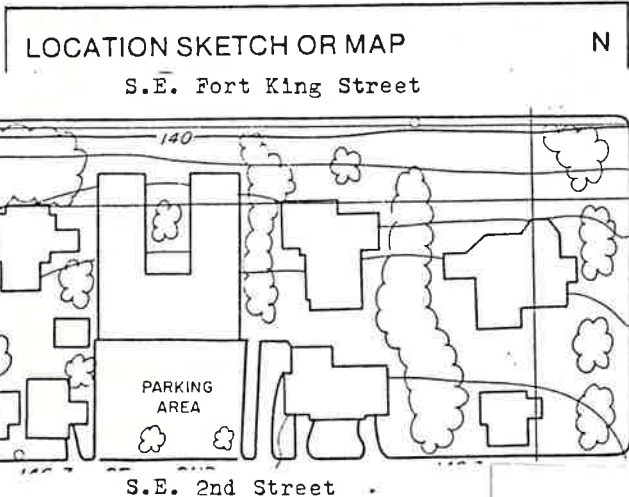 LOCATION SKETCH OR MAP N
S.E. Fort King Street
140
PARKING
AREA
S.E. 2nd Street